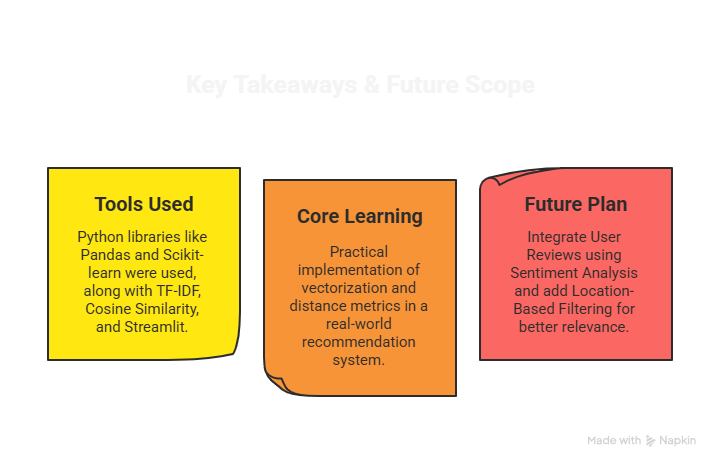 Key Takeaways & Future Scope
Tools Used
Python libraries like
Pandas and Scikit-
learn were used,
along with TF-IDF,
Cosine Similarity,
and Streamlit.
Core Learning
Practical
implementation of
vectorization and
distance metrics in a
real-world
recommendation
system.
Future Plan
Integrate User
Reviews using
Sentiment Analysis
and add Location-
Based Filtering for
better relevance.
Made with Napkin